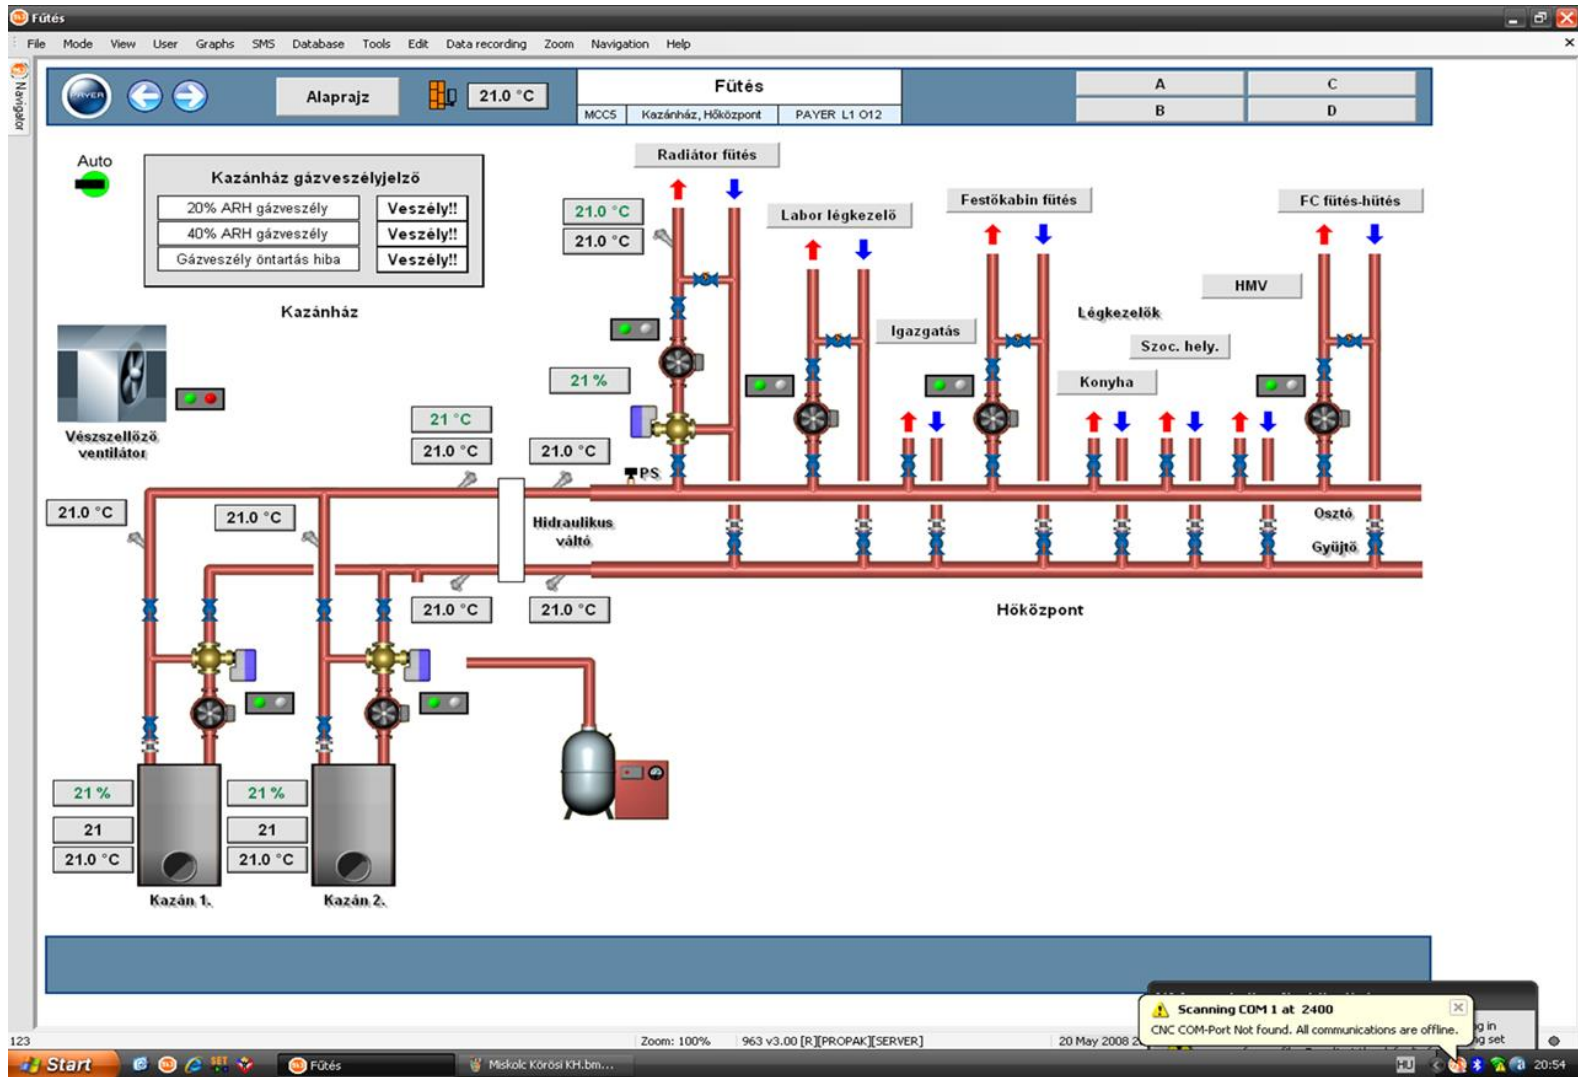 Fűtés
File Mode View User Graphs SMS Database Tools Edit Data recording Zoom Navigation Help
Navigator
PAYER
Alaprajz
21.0 °C
Fűtés
MCC5 Kazánház, Hőközpont PAYER L1 O12
A C
B D
Auto
Kazánház gázveszélyjelző
20% ARH gázveszély Veszély!!
40% ARH gázveszély Veszély!!
Gázveszély öntartás hiba Veszély!!
Kazánház
Vészszellőző
ventilátor
Radiátor fűtés
21.0 °C
21.0 °C
Labor légkezelő
Festőkabin fűtés
FC fűtés-hűtés
HMV
Légkezelők
Igazgatás
Szoc. hely.
Konyha
21 %
21 °C
21.0 °C
21.0 °C
PS
21.0 °C
21.0 °C
Hidraulikus
váltó
Osztó
Gyűjtő
21.0 °C
21.0 °C
Hőközpont
21 %
21
21.0 °C
21 %
21
21.0 °C
Kazán 1.
Kazán 2.
Scanning COM 1 at 2400
CNC COM-Port Not found. All communications are offline.
g in
g set
123
Zoom: 100%
963 v3.00 [R][PROPAK][SERVER]
20 May 2008 2
Start
SET
Fűtés
Miskolc Körösi KH.bm...
HU
20:54